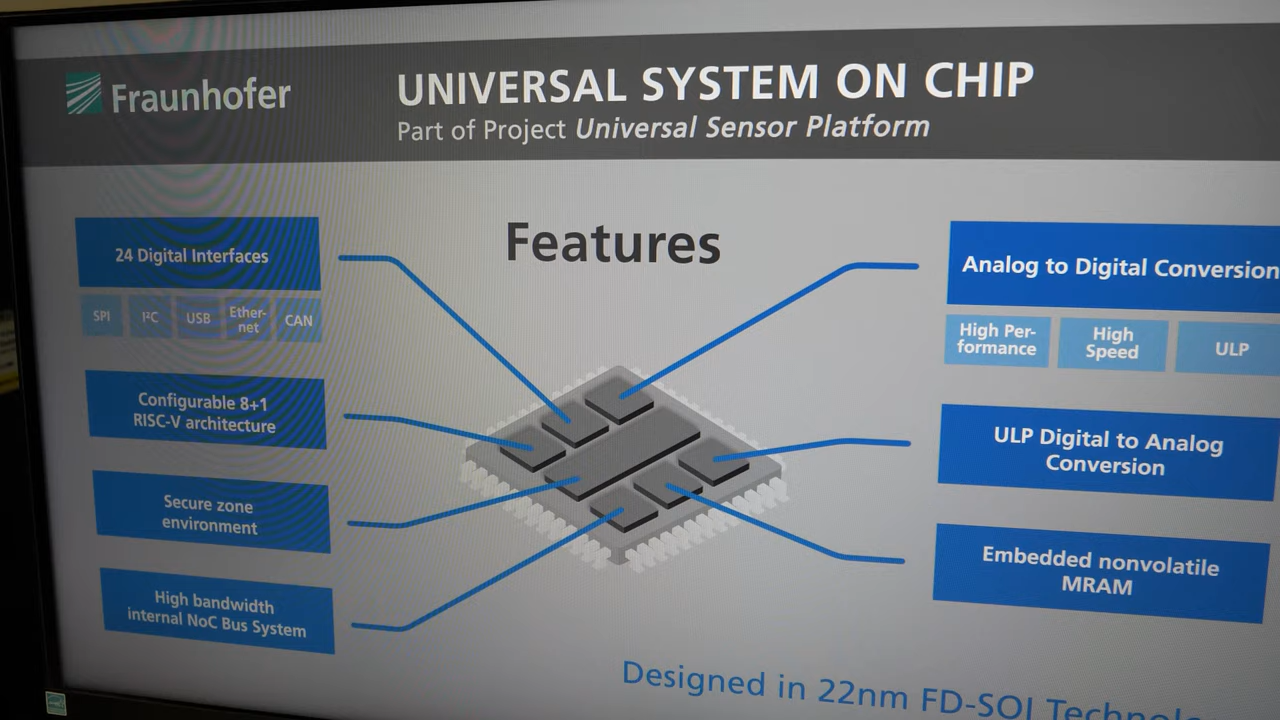 Fraunhofer
UNIVERSAL SYSTEM ON CHIP
Part of Project Universal Sensor Platform
Features
24 Digital Interfaces
SPI
I²C
USB
Ether-
net
CAN
Configurable 8+1
RISC-V architecture
Secure zone
environment
High bandwidth
internal NoC Bus System
Analog to Digital Conversion
High Per-
formance
High
Speed
ULP
ULP Digital to Analog
Conversion
Embedded nonvolatile
MRAM
Designed in 22nm FD-SOI